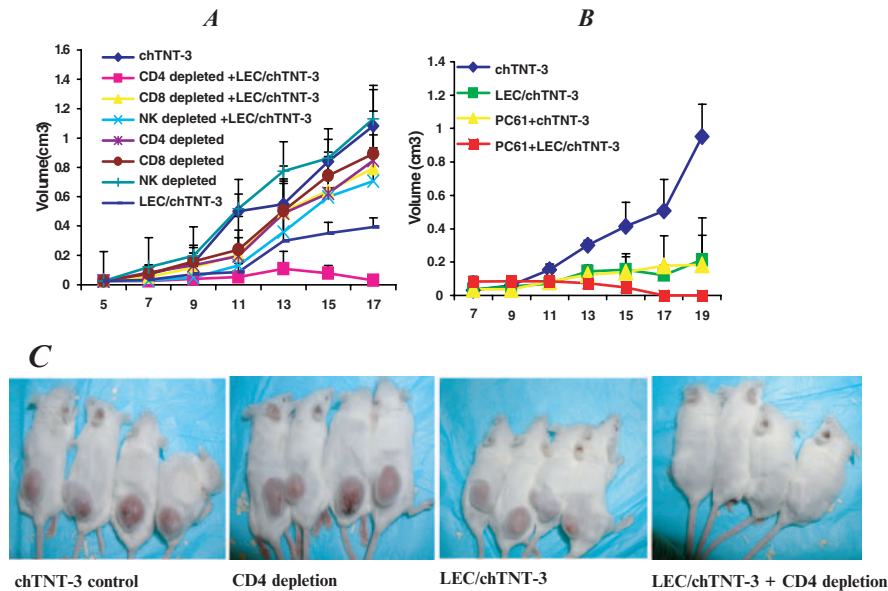 A
B
Volume(cm3)
1.6
1.4
1.2
1
0.8
0.6
0.4
0.2
0
5 7 9 11 13 15 17
chTNT-3
CD4 depleted +LEC/chTNT-3
CD8 depleted +LEC/chTNT-3
NK depleted +LEC/chTNT-3
CD4 depleted
CD8 depleted
NK depleted
LEC/chTNT-3
Volume (cm3)
1.4
1.2
1
0.8
0.6
0.4
0.2
0
7 9 11 13 15 17 19
chTNT-3
LEC/chTNT-3
PC61+chTNT-3
PC61+LEC/chTNT-3
C
chTNT-3 control
CD4 depletion
LEC/chTNT-3
LEC/chTNT-3 + CD4 depletion